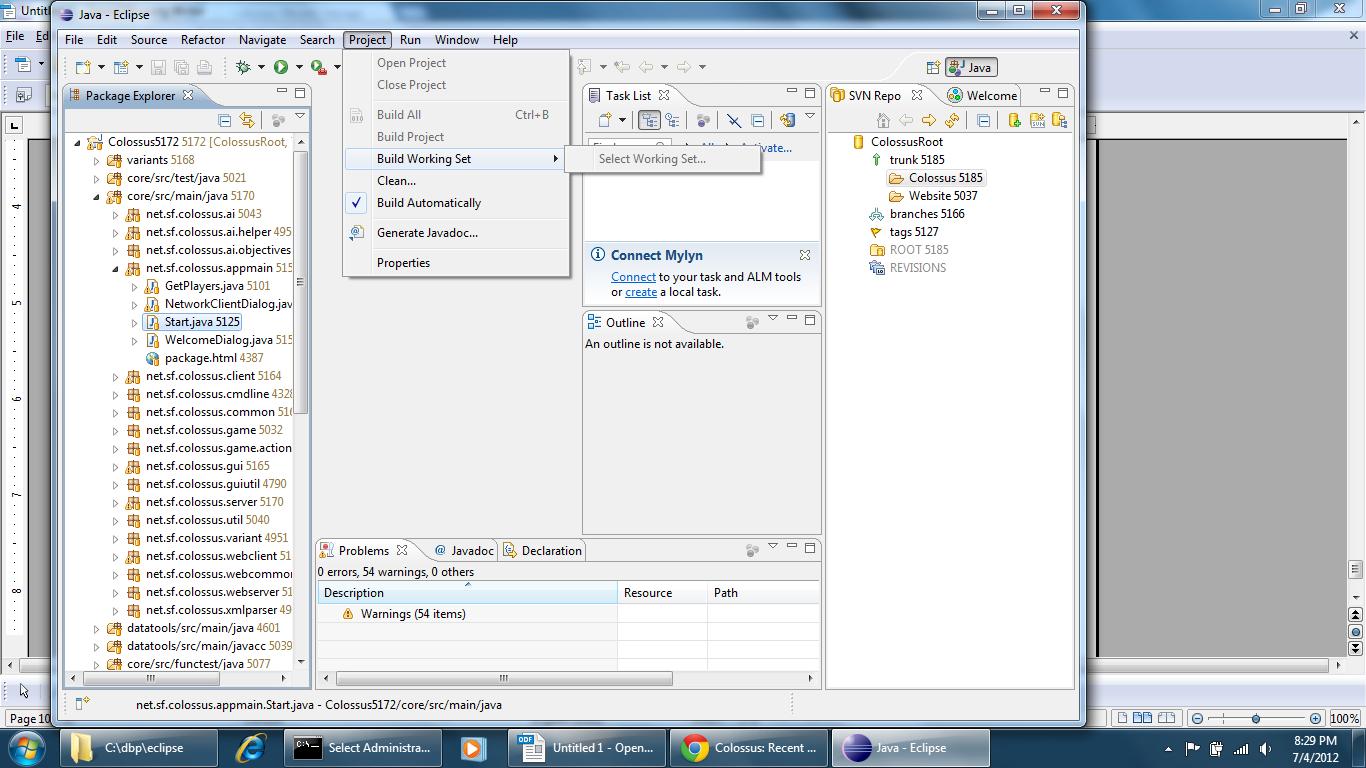 Untitl
Java - Eclipse
File Ed
File Edit Source Refactor Navigate Search Project Run Window Help
Java
Package Explorer
Colossus5172 5172 [ColossusRoot,
variants 5168
core/src/test/java 5021
core/src/main/java 5170
net.sf.colossus.ai 5043
net.sf.colossus.ai.helper 495
net.sf.colossus.ai.objectives
net.sf.colossus.appmain 515
GetPlayers.java 5101
NetworkClientDialog.jav
Start.java 5125
WelcomeDialog.java 515
package.html 4387
net.sf.colossus.client 5164
net.sf.colossus.cmdline 4328
net.sf.colossus.common 516
net.sf.colossus.game 5032
net.sf.colossus.game.action
net.sf.colossus.gui 5165
net.sf.colossus.guiutil 4790
net.sf.colossus.server 5170
net.sf.colossus.util 5040
net.sf.colossus.variant 4951
net.sf.colossus.webclient 51
net.sf.colossus.webcommon
net.sf.colossus.webserver 51
net.sf.colossus.xmlparser 49
datatools/src/main/java 4601
datatools/src/main/javacc 5039
core/src/functest/java 5077
Open Project
Close Project
Build All Ctrl+B
Build Project
Build Working Set
Select Working Set...
Clean...
Build Automatically
Generate Javadoc...
Properties
Task List
Connect Mylyn
Connect to your task and ALM tools
or create a local task.
Outline
An outline is not available.
SVN Repo
Welcome
ColossusRoot
trunk 5185
Colossus 5185
Website 5037
branches 5166
tags 5127
ROOT 5185
REVISIONS
Problems
Javadoc
Declaration
0 errors, 54 warnings, 0 others
Description Resource Path
Warnings (54 items)
net.sf.colossus.appmain.Start.java - Colossus5172/core/src/main/java
4
5
6
7
8
Page 10
100%
C:\dbp\eclipse
Select Administra...
Untitled 1 - Open...
Colossus: Recent ...
Java - Eclipse
8:29 PM
7/4/2012